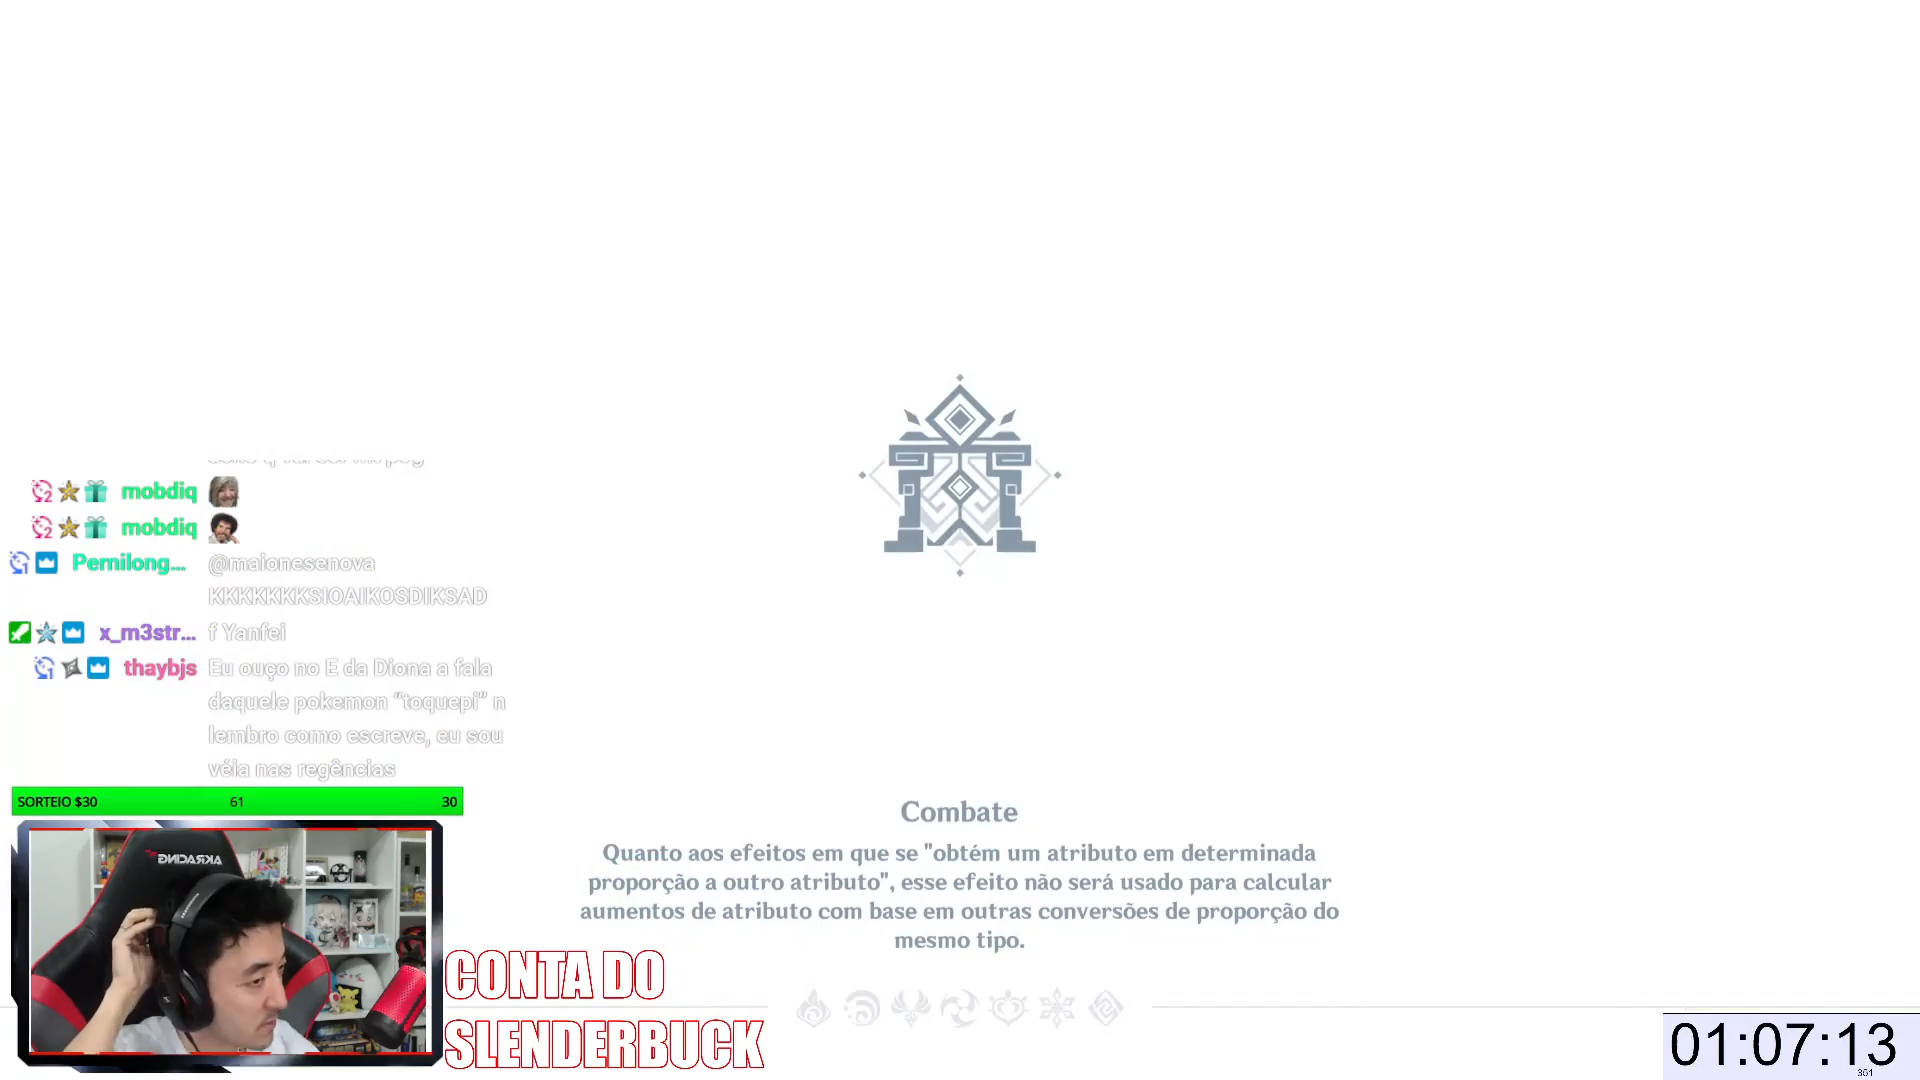 mobdiq
mobdiq
Pernilong... @maionesenova
KKKKKKKSIOAIKOSDIKSAD
x_m3str... f Yanfei
thaybjs Eu ouço no E da Diona a fala
daquele pokemon “toquepi” n
lembro como escreve, eu sou
véia nas regências
SORTEIO $30 61 30
AKRACING
Combate
Quanto aos efeitos em que se "obtém um atributo em determinada
proporção a outro atributo", esse efeito não será usado para calcular
aumentos de atributo com base em outras conversões de proporção do
mesmo tipo.
CONTA DO
SLENDERBUCK
01:07:13
351